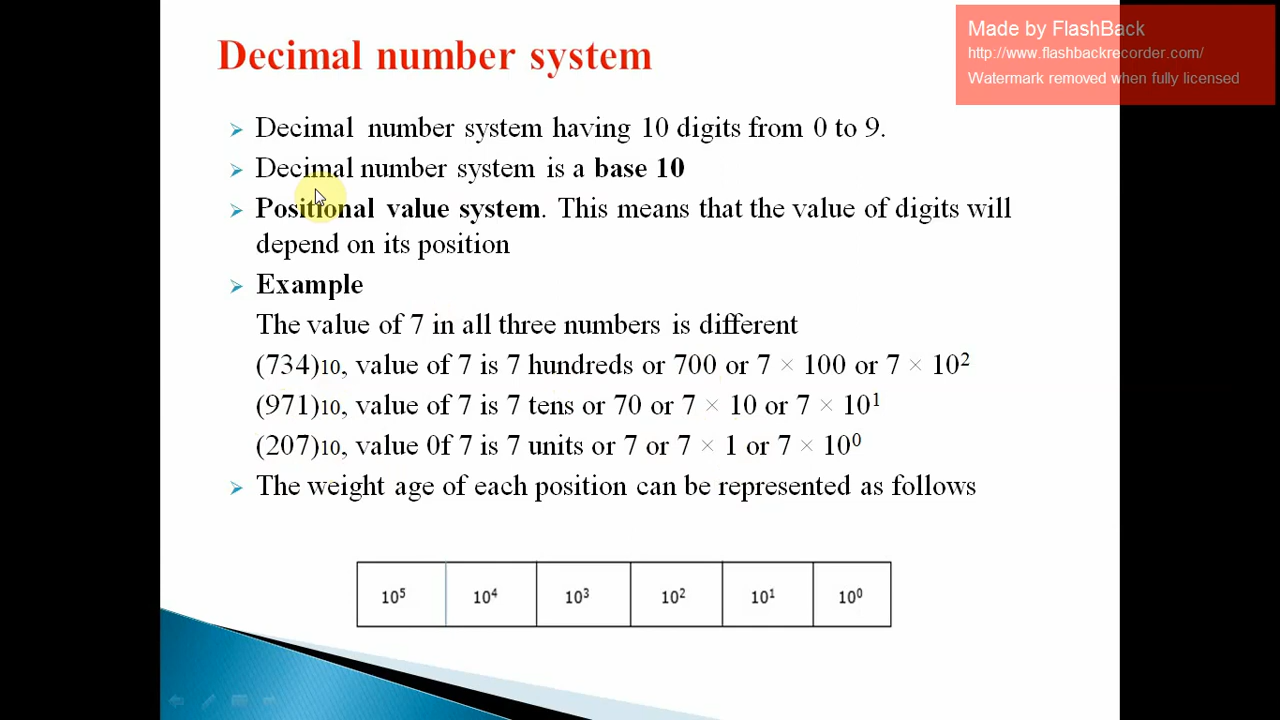 Decimal number system
Made by FlashBack
http://www.flashbackrecorder.com/
Watermark removed when fully licensed
➢ Decimal number system having 10 digits from 0 to 9.
➢ Decimal number system is a base 10
➢ Positional value system. This means that the value of digits will
depend on its position
➢ Example
The value of 7 in all three numbers is different
(734)10, value of 7 is 7 hundreds or 700 or 7 × 100 or 7 × 10²
(971)10, value of 7 is 7 tens or 70 or 7 × 10 or 7 × 10¹
(207)10, value 0f 7 is 7 units or 7 or 7 × 1 or 7 × 10⁰
➢ The weight age of each position can be represented as follows
10⁵ 10⁴ 10³ 10² 10¹ 10⁰